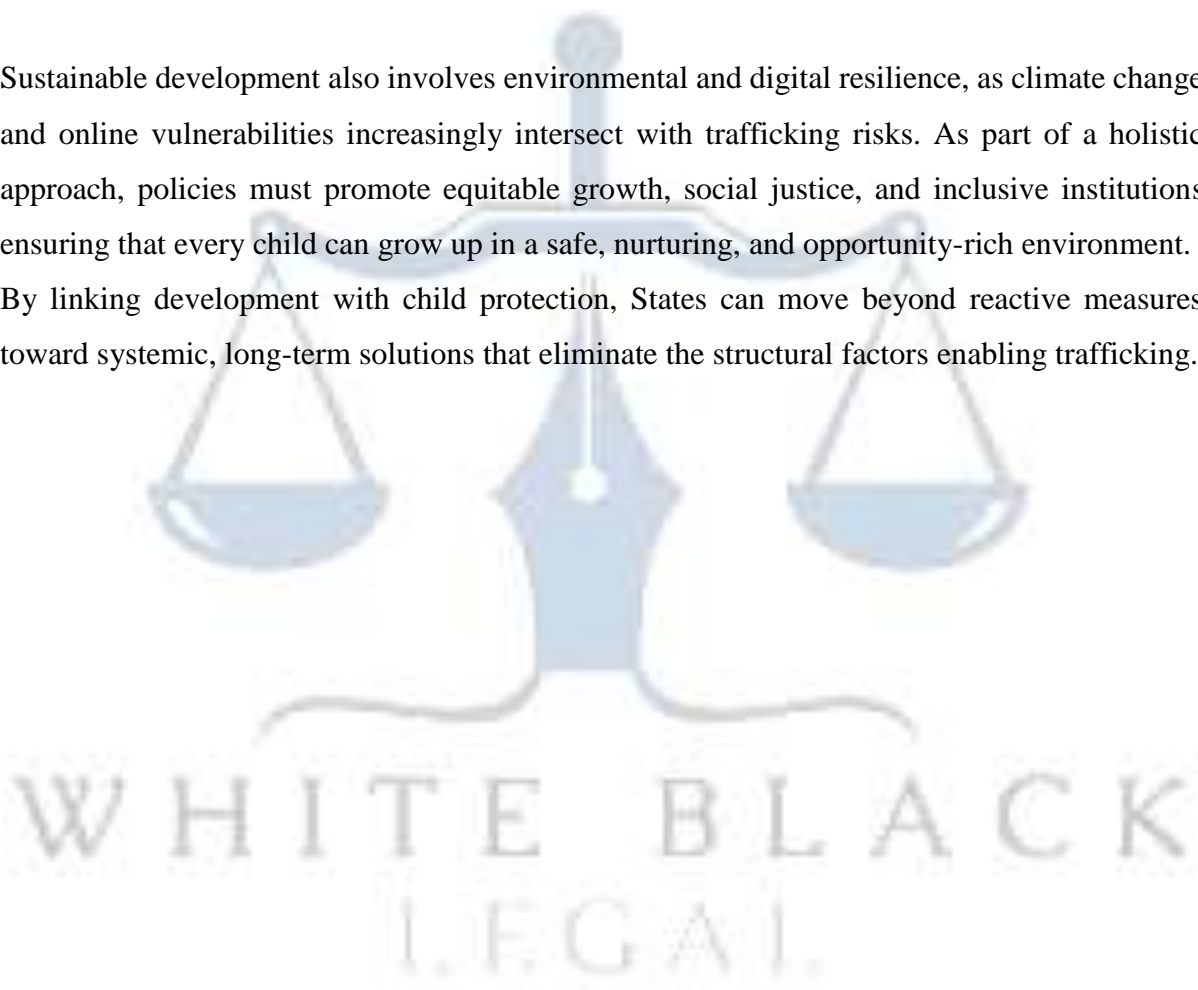 Sustainable development also involves environmental and digital resilience, as climate change
and online vulnerabilities increasingly intersect with trafficking risks. As part of a holistic
approach, policies must promote equitable growth, social justice, and inclusive institutions
ensuring that every child can grow up in a safe, nurturing, and opportunity-rich environment.
By linking development with child protection, States can move beyond reactive measures
toward systemic, long-term solutions that eliminate the structural factors enabling trafficking.
WHITE BLACK
LEGAL